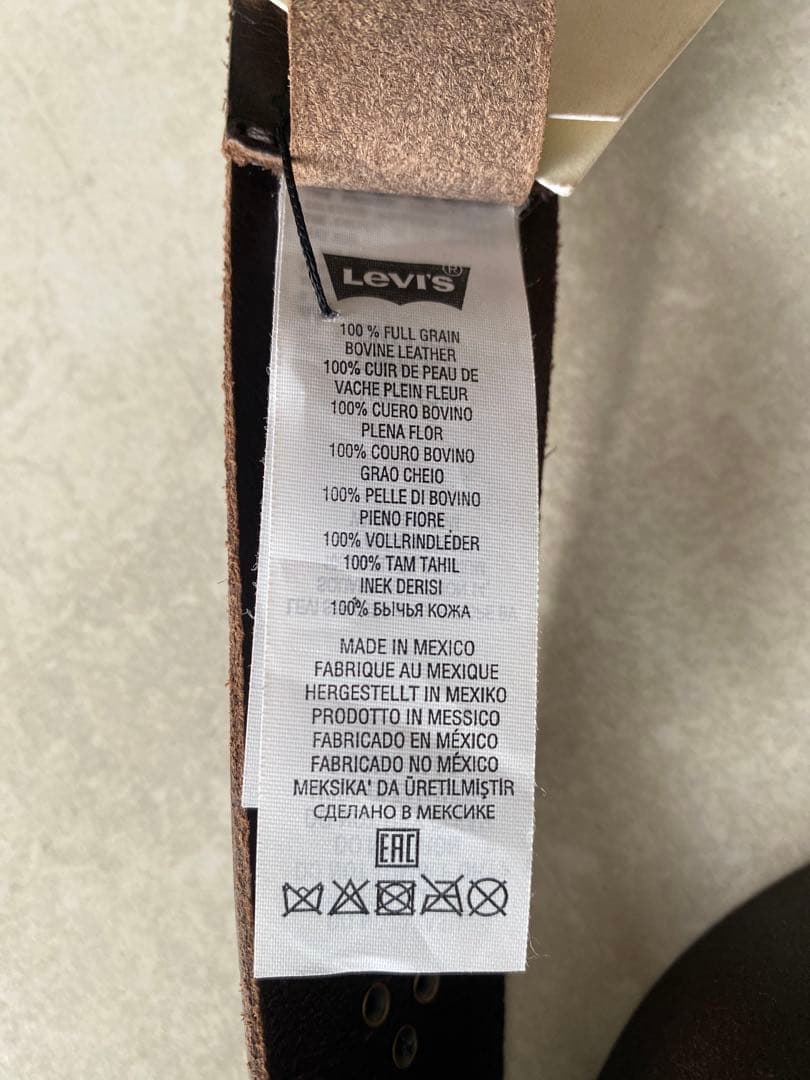 LEVI'S®
100 % FULL GRAIN
BOVINE LEATHER
100% CUIR DE PEAU DE
VACHE PLEIN FLEUR
100% CUERO BOVINO
PLENA FLOR
100% COURO BOVINO
GRAO CHEIO
100% PELLE DI BOVINO
PIENO FIORE
100% VOLLRINDLEDER
100% TAM TAHIL
INEK DERISI
100% БЫЧЬЯ КОЖА
MADE IN MEXICO
FABRIQUE AU MEXIQUE
HERGESTELLT IN MEXIKO
PRODOTTO IN MESSICO
FABRICADO EN MÉXICO
FABRICADO NO MÉXICO
MEKSİKA' DA ÜRETİLMİŞTİR
СДЕЛАНО В МЕКСИКЕ
EAC